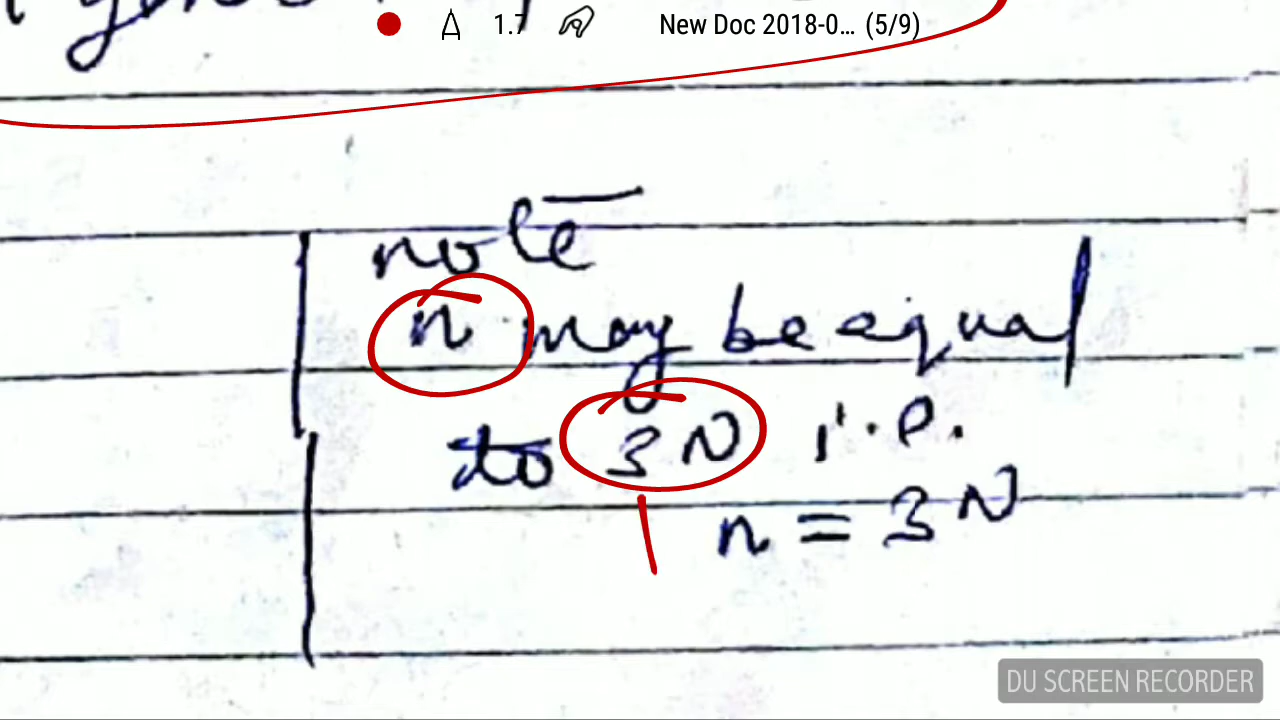 1.7 New Doc 2018-0... (5/9)
note
n may be equal
to 3N i.e.
n = 3N
DU SCREEN RECORDER